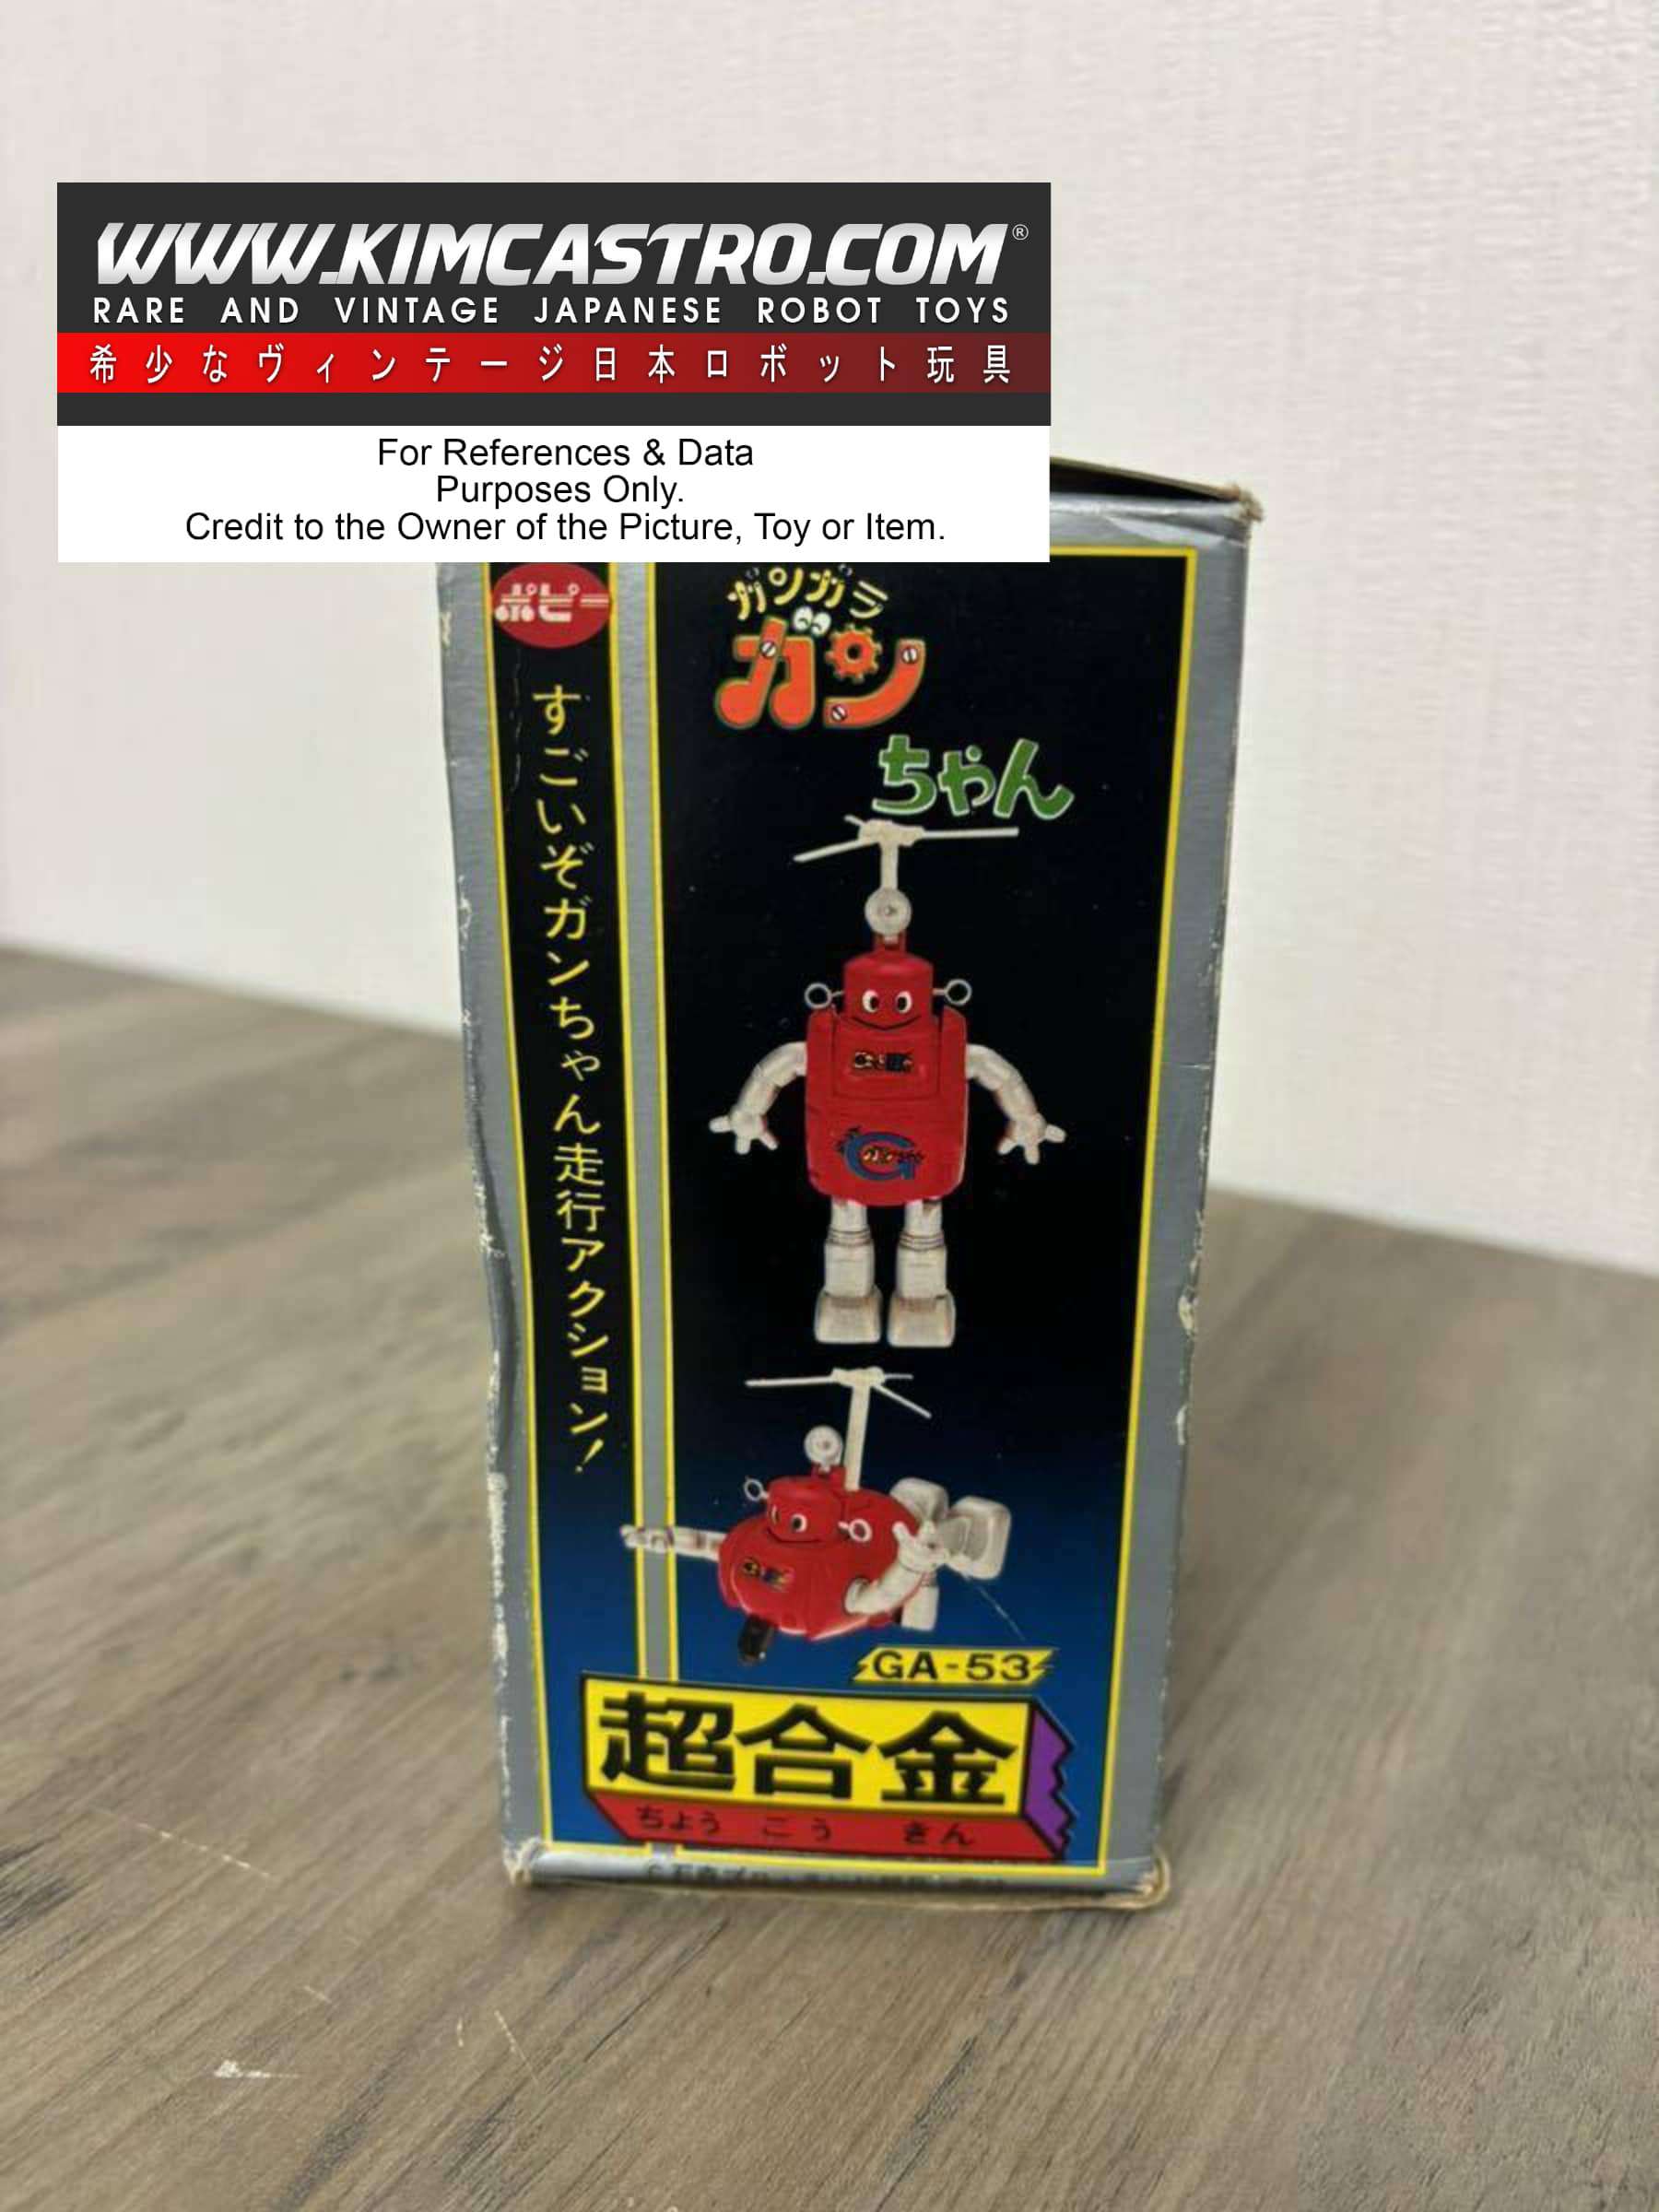 WWW.KIMCASTRO.COM®
RARE AND VINTAGE JAPANESE ROBOT TOYS
希少なヴィンテージ日本ロボット玩具
For References & Data
Purposes Only.
Credit to the Owner of the Picture, Toy or Item.
ポピー
すごいぞガンちゃん走行アクション!
ガンガラ
ガン
ちゃん
G
GA-53
超合金
ちょう ごう きん